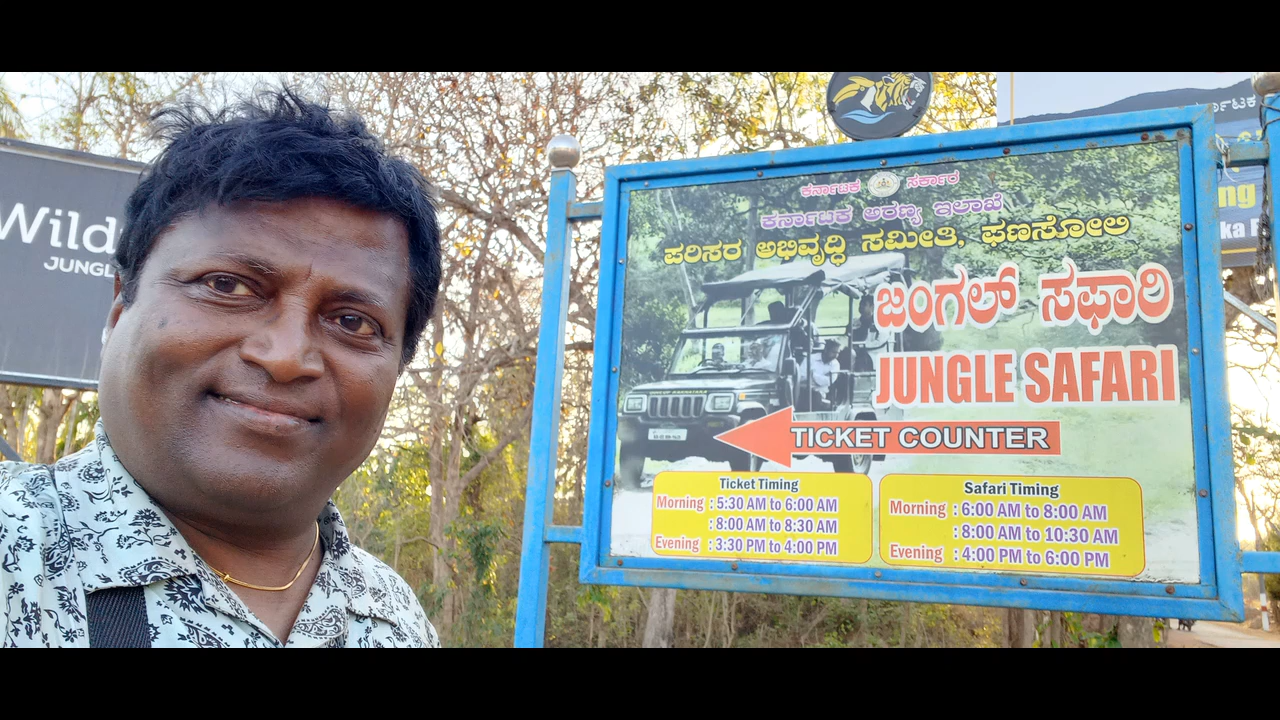 Wild
JUNGL
ಕರ್ನಾಟಕ ಸರ್ಕಾರ
ಕರ್ನಾಟಕ ಅರಣ್ಯ ಇಲಾಖೆ
ಪರಿಸರ ಅಭಿವೃದ್ಧಿ ಸಮೀತಿ, ಫಣಸೋಲಿ
ಜಂಗಲ್ ಸಫಾರಿ
JUNGLE SAFARI
TICKET COUNTER
Ticket Timing
Morning : 5:30 AM to 6:00 AM
: 8:00 AM to 8:30 AM
Evening : 3:30 PM to 4:00 PM
Safari Timing
Morning : 6:00 AM to 8:00 AM
: 8:00 AM to 10:30 AM
Evening : 4:00 PM to 6:00 PM
ng
ka